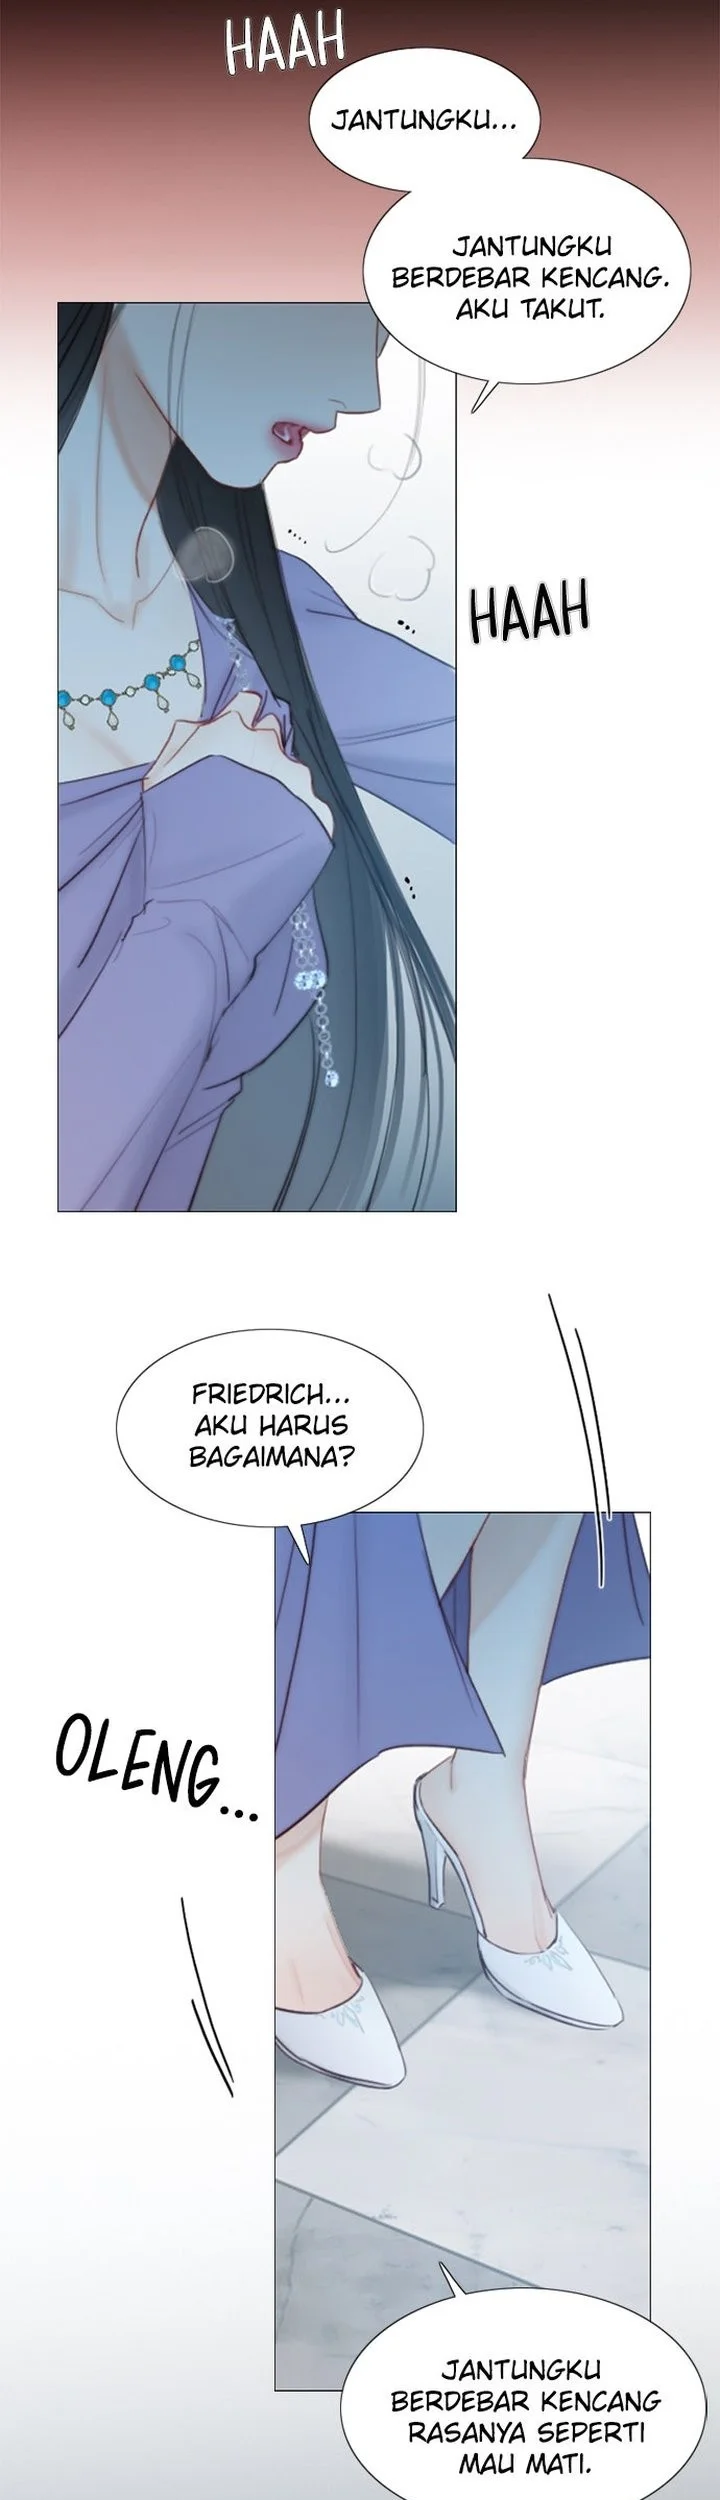 HAAH
JANTUNGKU...
JANTUNGKU
BERDEBAR KENCANG.
AKU TAKUT.
HAAH
FRIEDRICH...
AKU HARUS
BAGAIMANA?
OLENG...
JANTUNGKU
BERDEBAR KENCANG
RASANYA SEPERTI
MAU MATI.